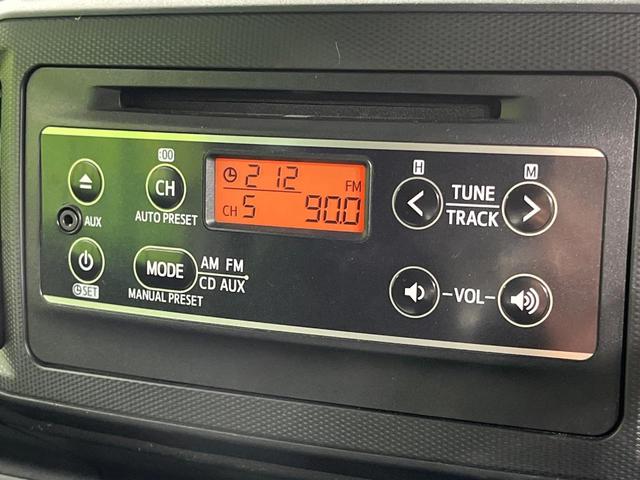 :00
H
M
CH
AUTO PRESET
2 12
FM
CH 5 90.0
TUNE
TRACK
AUX
MODE
AM FM
CD AUX
MANUAL PRESET
SET
-VOL-